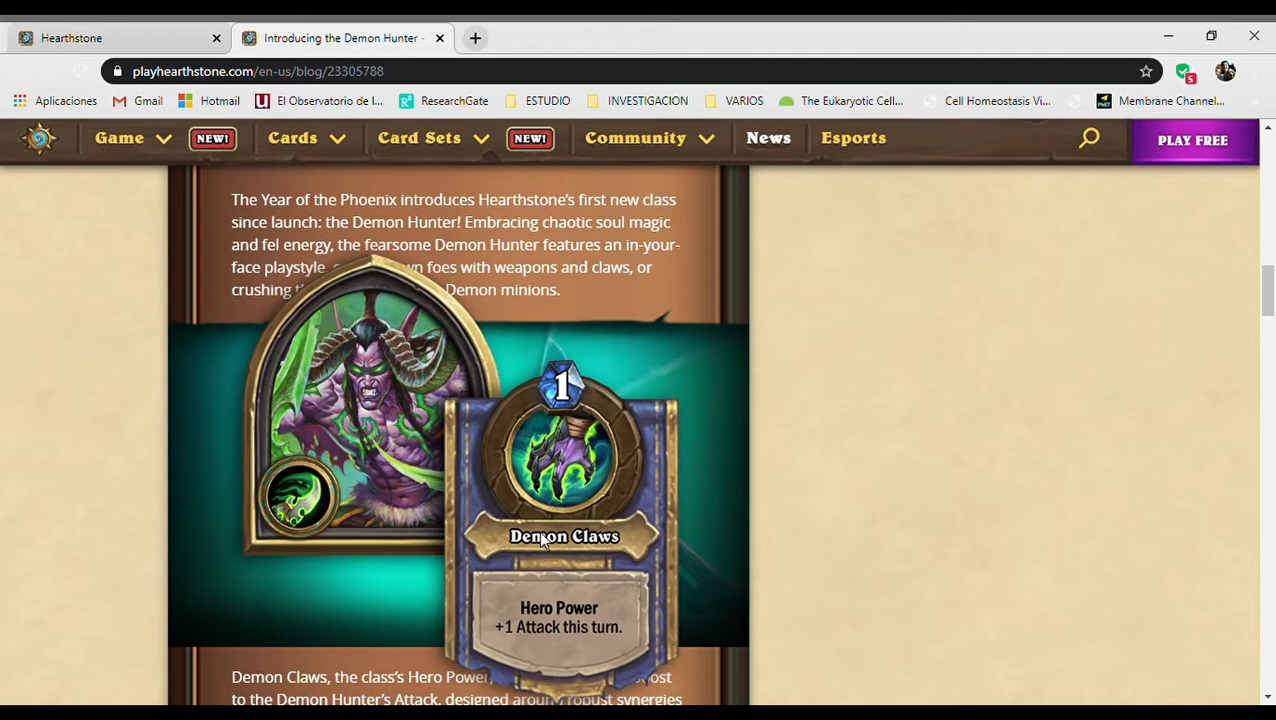 Hearthstone
Introducing the Demon Hunter -
playhearthstone.com/en-us/blog/23305788
5
Aplicaciones
Gmail
Hotmail
El Observatorio de l...
ResearchGate
ESTUDIO
INVESTIGACION
VARIOS
The Eukaryotic Cell...
Cell Homeostasis Vi...
Membrane Channel...
Game
NEW!
Cards
Card Sets
NEW!
Community
News
Esports
PLAY FREE
The Year of the Phoenix introduces Hearthstone's first new class
since launch: the Demon Hunter! Embracing chaotic soul magic
and fel energy, the fearsome Demon Hunter features an in-your-
face playstyle, foes with weapons and claws, or
crushing Demon minions.
1
Demon Claws
Hero Power
+1 Attack this turn.
Demon Claws, the class's Hero Power,
to the Demon Hunter's Attack, designed around robust synergies